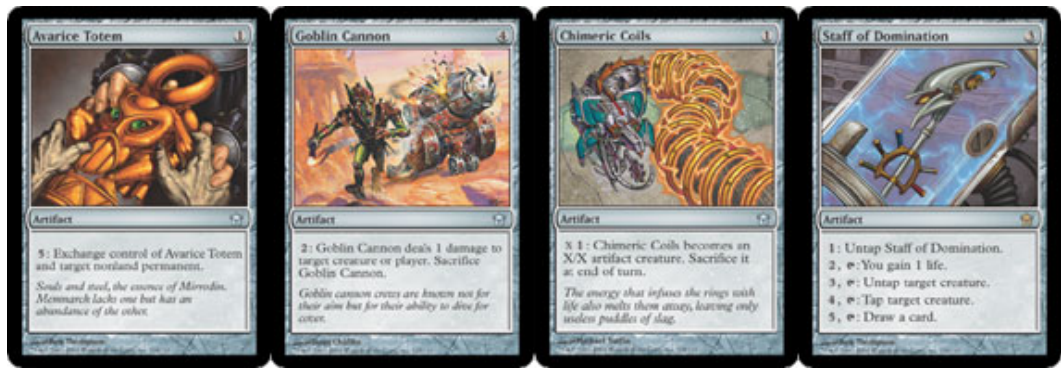 Avarice Totem 1
Artifact
5: Exchange control of Avarice Totem
and target nonland permanent.
Souls and steel, the essence of Mirrodin.
Memnarch lacks one but has an
abundance of the other.
Goblin Cannon 4
Artifact
2: Goblin Cannon deals 1 damage to
target creature or player. Sacrifice
Goblin Cannon.
Goblin cannon crews are known not for
their aim but for their ability to dive for
cover.
Chimeric Coils 1
Artifact
X 1: Chimeric Coils becomes an
X/X artifact creature. Sacrifice it
at end of turn.
The energy that infuses the rings with
life also melts them away, leaving only
useless puddles of slag.
Staff of Domination 3
Artifact
1: Untap Staff of Domination.
2, : You gain 1 life.
3, : Untap target creature.
4, : Tap target creature.
5, : Draw a card.